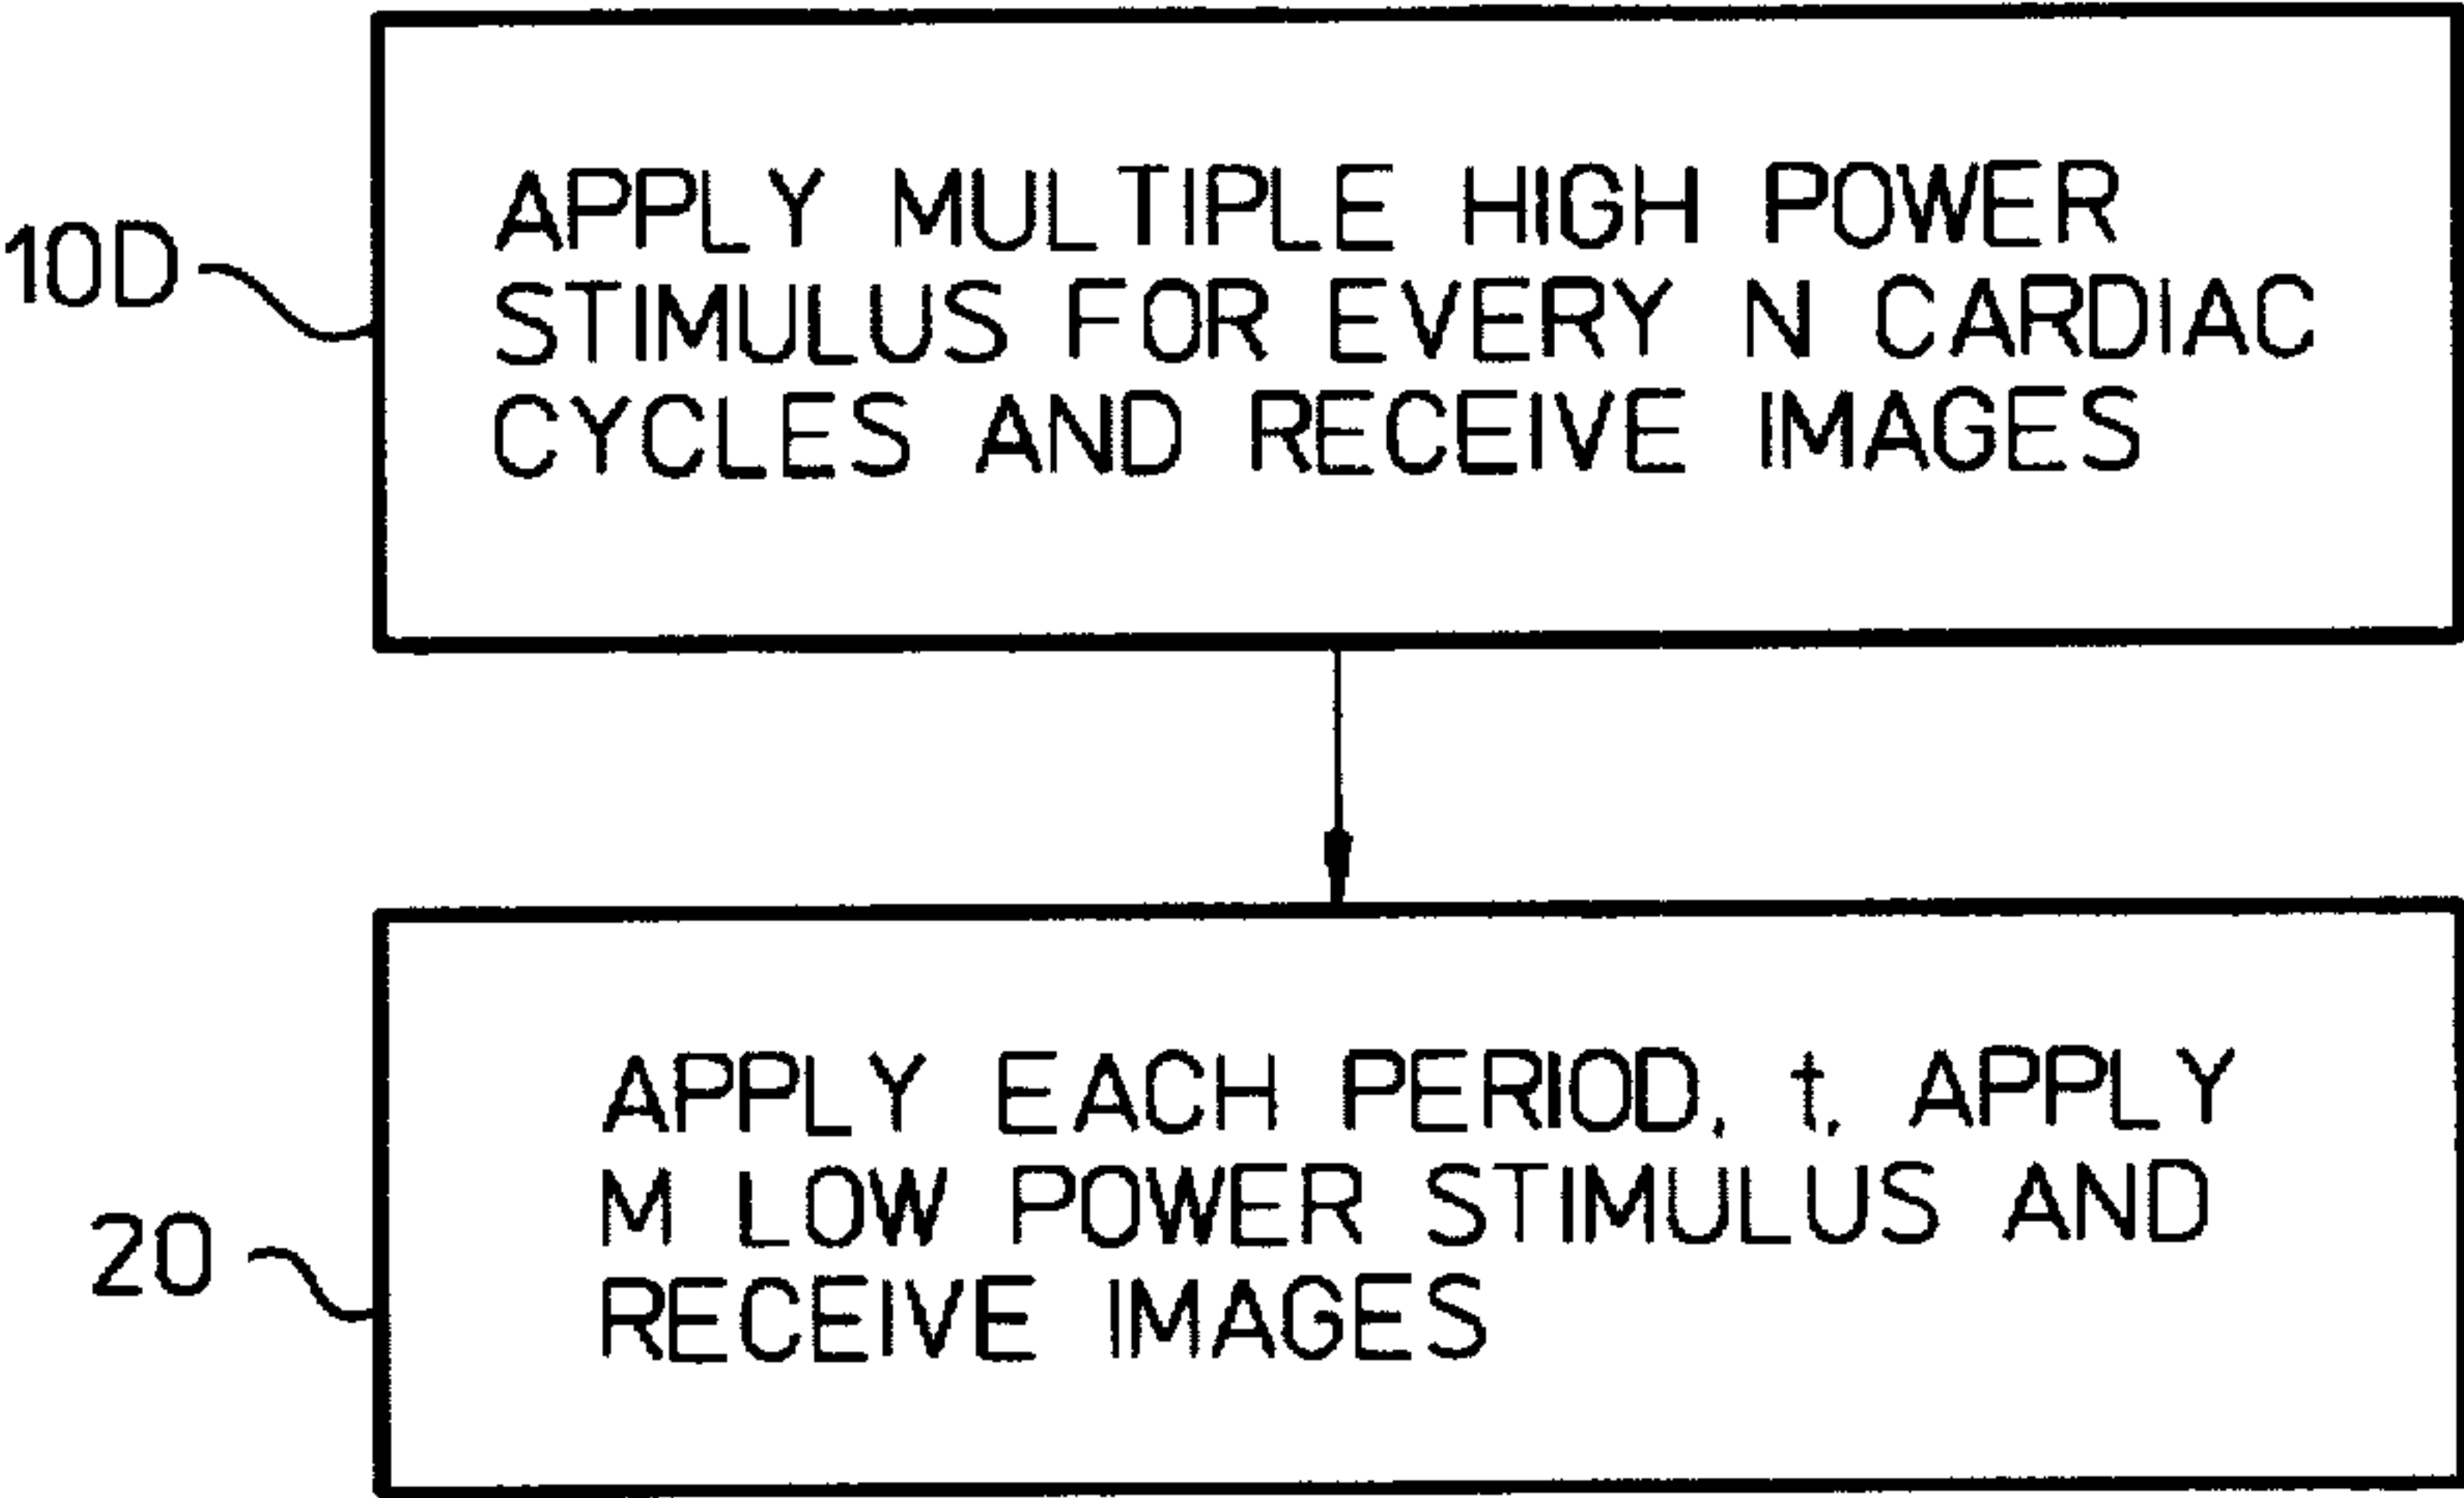 10D
APPLY MULTIPLE HIGH POWER
STIMULUS FOR EVERY N CARDIAC
CYCLES AND RECEIVE IMAGES
20
APPLY EACH PERIOD, t, APPLY
M LOW POWER STIMULUS AND
RECEIVE IMAGES